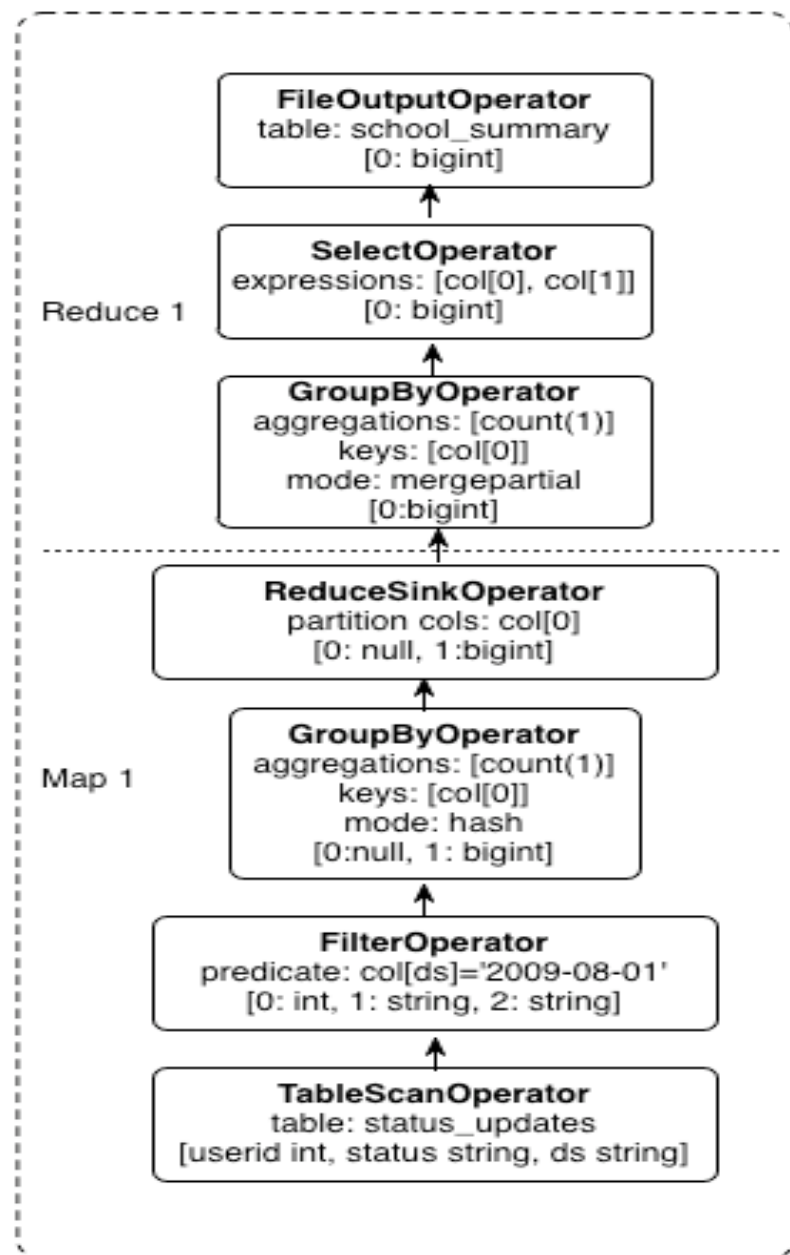 FileOutputOperator
table: school_summary
[0: bigint]
SelectOperator
expressions: [col[0], col[1]]
[0: bigint]
Reduce 1
GroupByOperator
aggregations: [count(1)]
keys: [col[0]]
mode: mergepartial
[0:bigint]
ReduceSinkOperator
partition cols: col[0]
[0: null, 1:bigint]
GroupByOperator
aggregations: [count(1)]
Map 1
keys: [col[0]]
mode: hash
[0:null, 1: bigint]
FilterOperator
predicate: col[ds]='2009-08-01'
[0: int, 1: string, 2: string]
TableScanOperator
table: status_updates
[userid int, status string, ds string]